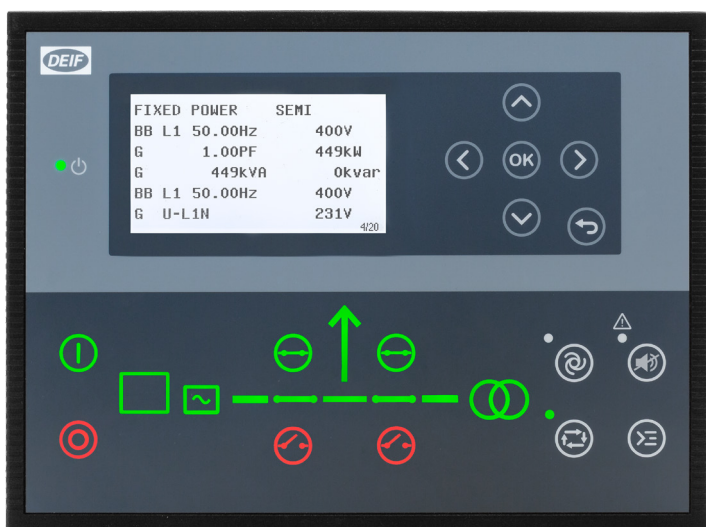 DEIF
FIXED POWER SEMI
BB L1 50.00Hz 400V
G 1.00PF 449kW
G 449kVA 0kvar
BB L1 50.00Hz 400V
G U-L1N 231V
4/20
OK